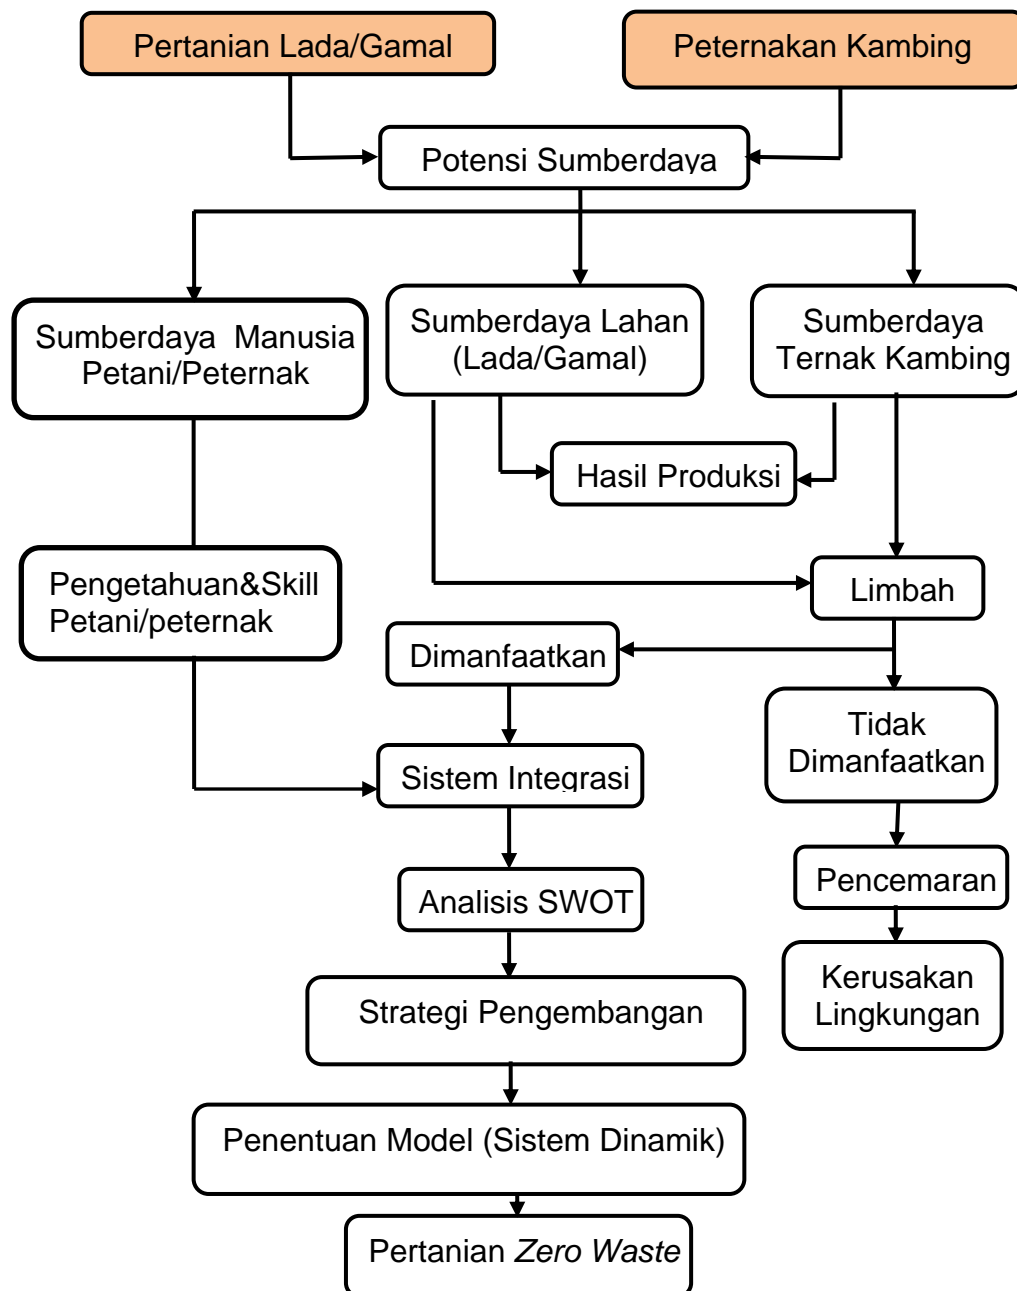 Pertanian Lada/Gamal
Peternakan Kambing
Potensi Sumberdaya
Sumberdaya Manusia
Petani/Peternak
Sumberdaya Lahan
(Lada/Gamal)
Sumberdaya
Ternak Kambing
Hasil Produksi
Pengetahuan&Skill
Petani/peternak
Limbah
Dimanfaatkan
Tidak
Dimanfaatkan
Sistem Integrasi
Pencemaran
Analisis SWOT
Kerusakan
Lingkungan
Strategi Pengembangan
Penentuan Model (Sistem Dinamik)
Pertanian Zero Waste